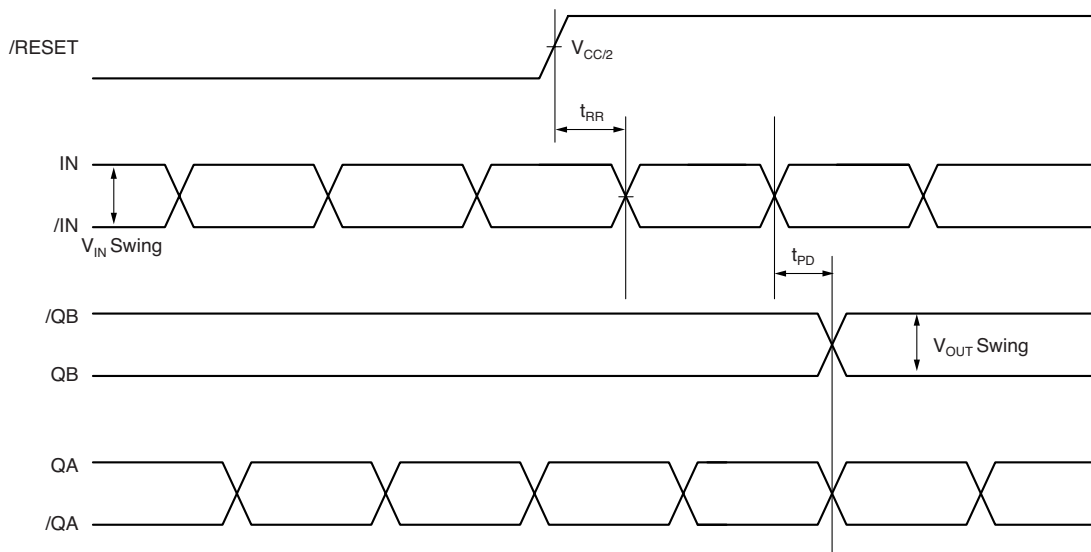 /RESET
V_CC/2
t_RR
IN
/IN
V_IN Swing
t_PD
/QB
QB
V_OUT Swing
QA
/QA